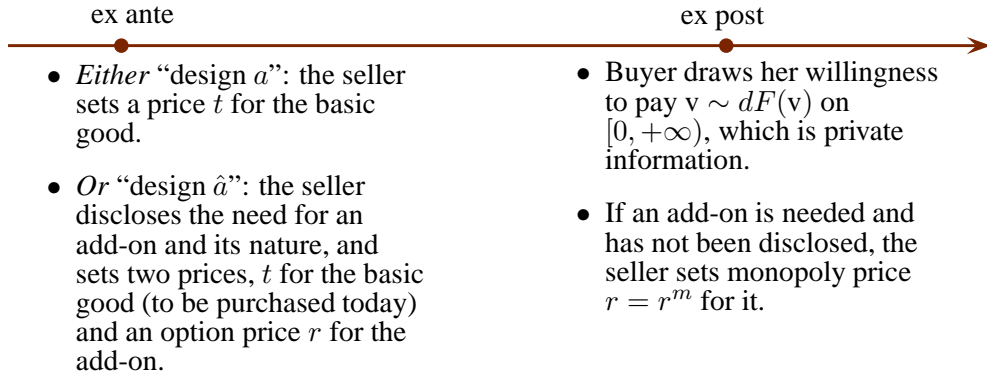 ex ante
ex post
• Either “design a”: the seller
sets a price t for the basic
good.
• Or “design â”: the seller
discloses the need for an
add-on and its nature, and
sets two prices, t for the basic
good (to be purchased today)
and an option price r for the
add-on.
• Buyer draws her willingness
to pay v ∼ dF(v) on
[0, +∞), which is private
information.
• If an add-on is needed and
has not been disclosed, the
seller sets monopoly price
r = rᵐ for it.